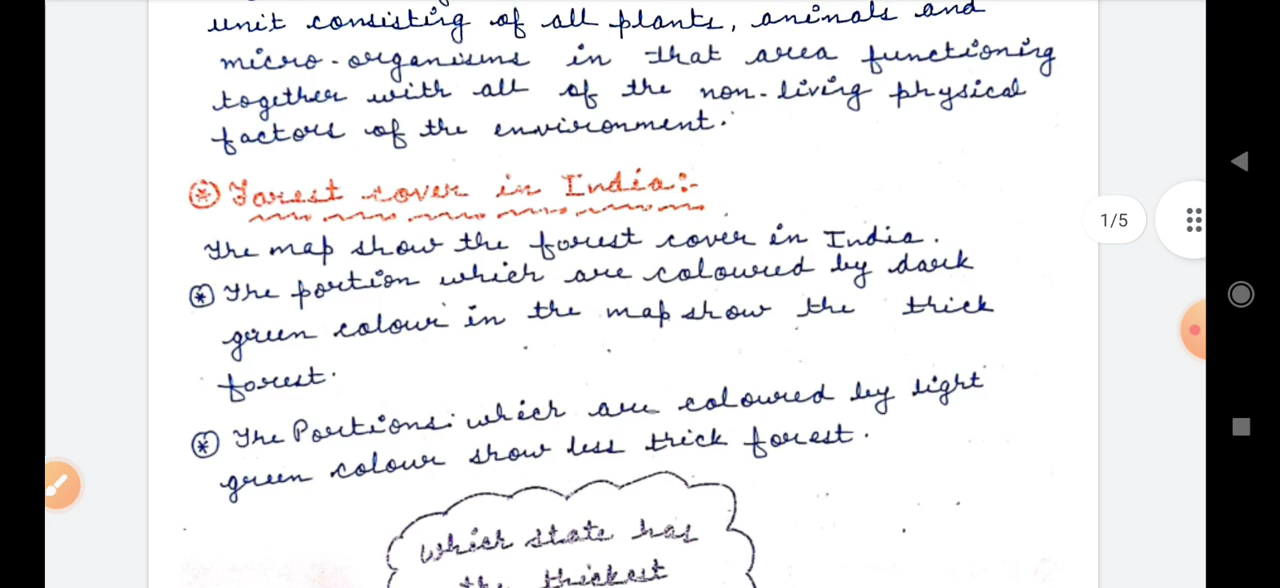 unit consisting of all plants, animals and
micro-organisms in that area functioning
together with all of the non-living physical
factors of the environment.
Forest cover in India:-
The map show the forest cover in India.
The portion which are coloured by dark
green colour in the map show the thick
forest.
The Portions which are coloured by light
green colour show less thick forest.
which state has
the thickest
1/5